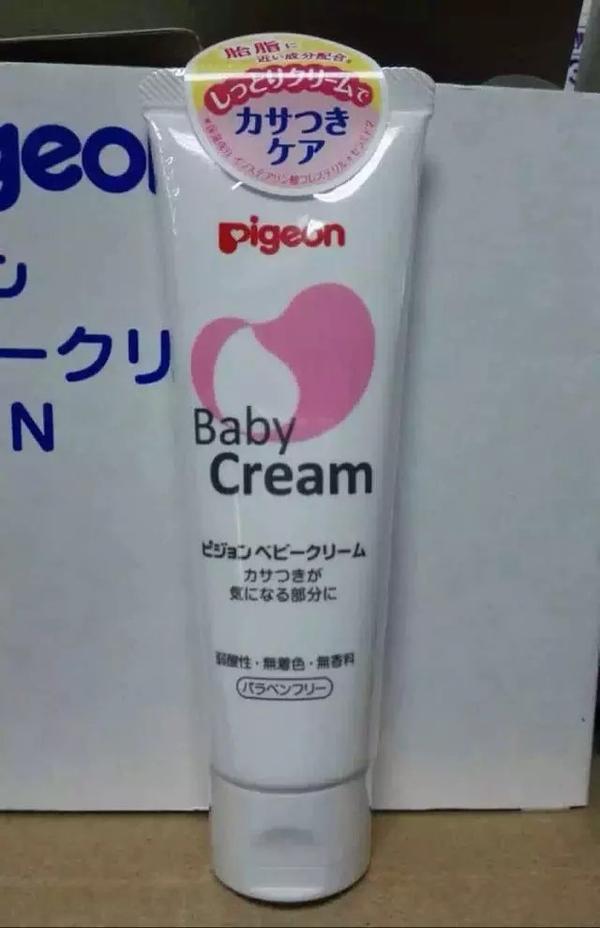 胎脂に
近い成分配合*
しっとりクリームで
カサつき
ケア
pigeon
Baby
Cream
ピジョン ベビークリーム
カサつきが
気になる部分に
弱酸性・無着色・無香料
パラベンフリー
geon
ン
ークリ
N